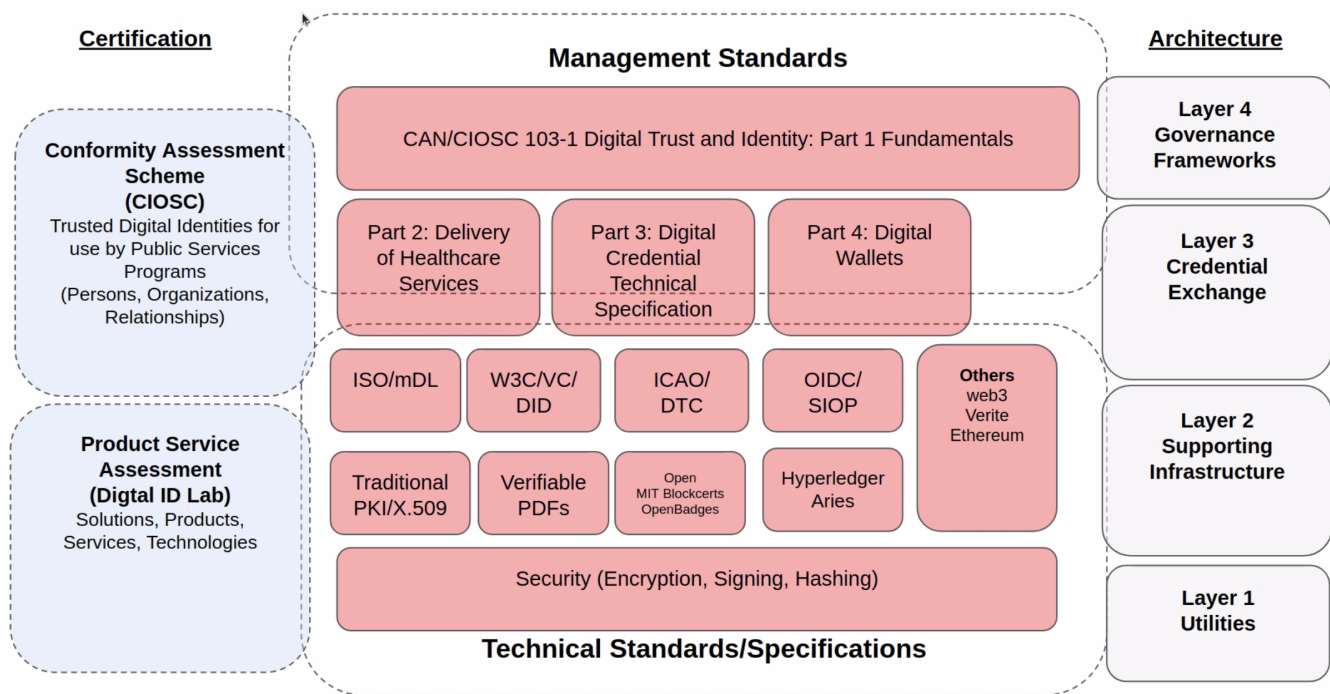 Certification
Conformity Assessment
Scheme
(CIOSC)
Trusted Digital Identities for
use by Public Services
Programs
(Persons, Organizations,
Relationships)
Product Service
Assessment
(Digtal ID Lab)
Solutions, Products,
Services, Technologies
Management Standards
CAN/CIOSC 103-1 Digital Trust and Identity: Part 1 Fundamentals
Part 2: Delivery
of Healthcare
Services
Part 3: Digital
Credential
Technical
Specification
Part 4: Digital
Wallets
ISO/mDL
W3C/VC/
DID
ICAO/
DTC
OIDC/
SIOP
Others
web3
Verite
Ethereum
Traditional
PKI/X.509
Verifiable
PDFs
Open
MIT Blockcerts
OpenBadges
Hyperledger
Aries
Security (Encryption, Signing, Hashing)
Technical Standards/Specifications
Architecture
Layer 4
Governance
Frameworks
Layer 3
Credential
Exchange
Layer 2
Supporting
Infrastructure
Layer 1
Utilities